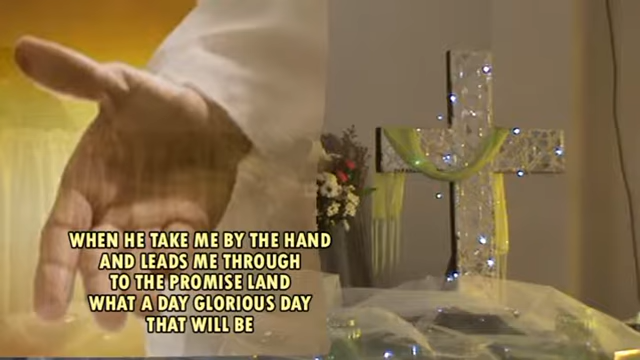 WHEN HE TAKE ME BY THE HAND
AND LEADS ME THROUGH
TO THE PROMISE LAND
WHAT A DAY GLORIOUS DAY
THAT WILL BE